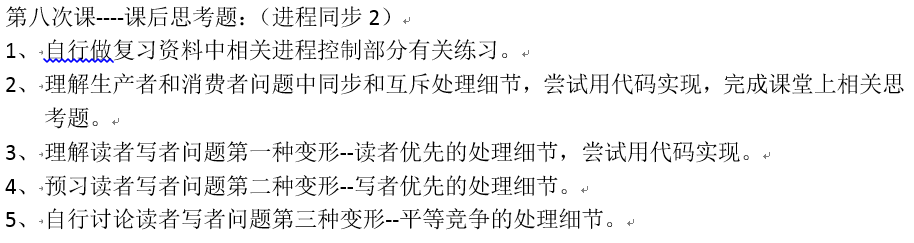 第八次课----课后思考题：（进程同步2）
1、自行做复习资料中相关进程控制部分有关练习。
2、理解生产者和消费者问题中同步和互斥处理细节，尝试用代码实现，完成课堂上相关思
考题。
3、理解读者写者问题第一种变形--读者优先的处理细节，尝试用代码实现。
4、预习读者写者问题第二种变形--写者优先的处理细节。
5、自行讨论读者写者问题第三种变形--平等竞争的处理细节。